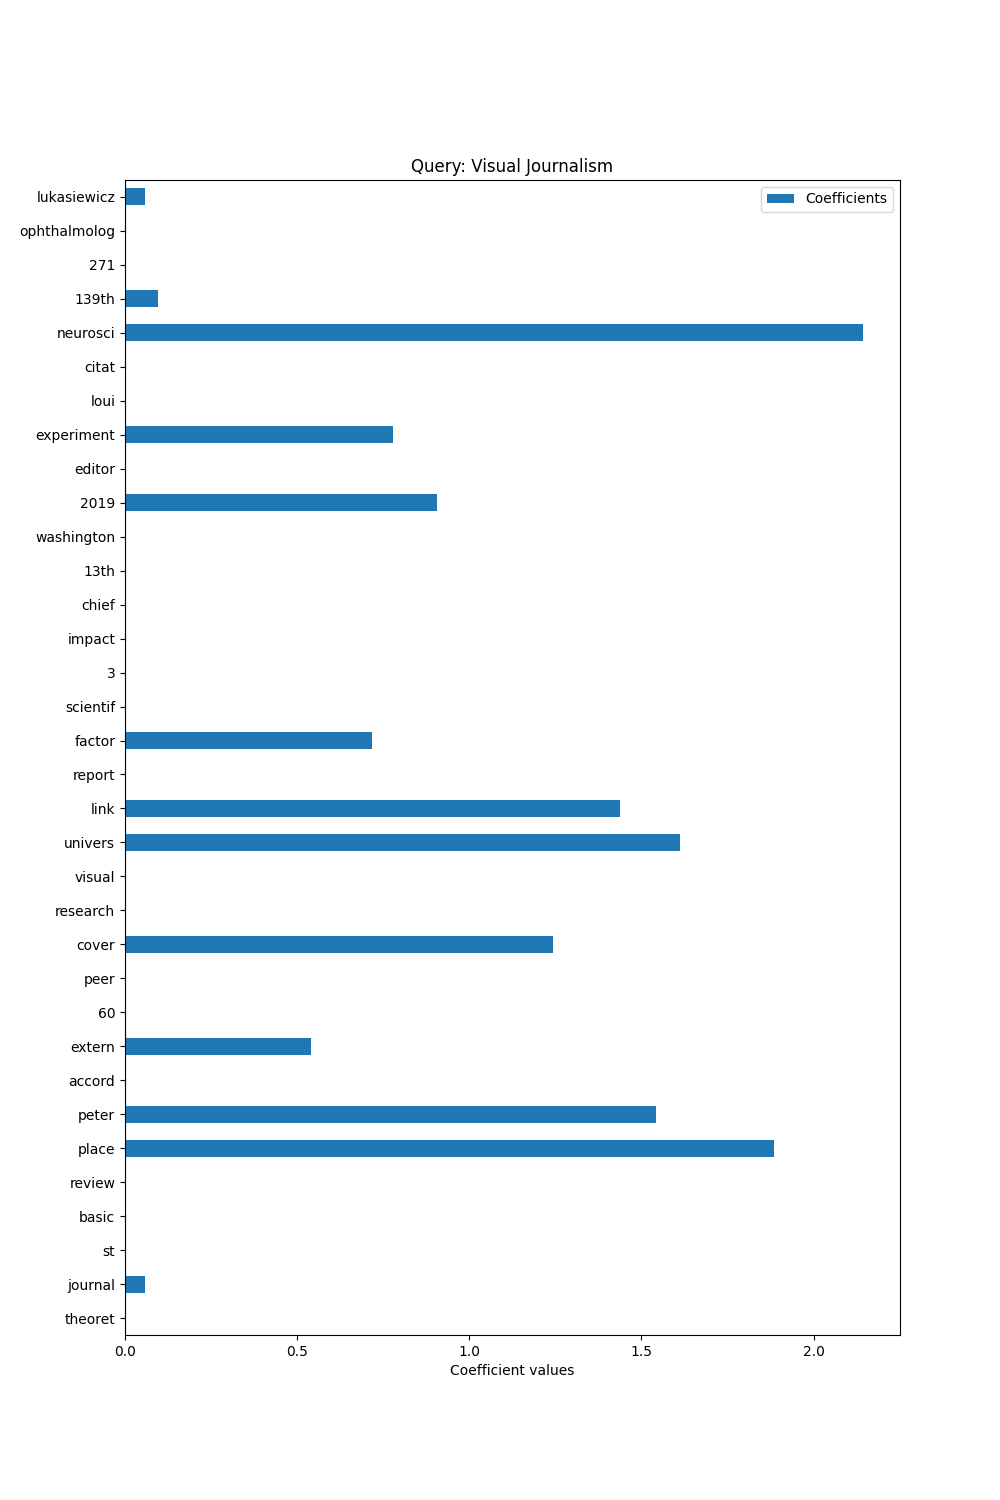 Query: Visual Journalism
Coefficients
lukasiewicz
ophthalmolog
271
139th
neurosci
citat
loui
experiment
editor
2019
washington
13th
chief
impact
3
scientif
factor
report
link
univers
visual
research
cover
peer
60
extern
accord
peter
place
review
basic
st
journal
theoret
0.0 0.5 1.0 1.5 2.0
Coefficient values